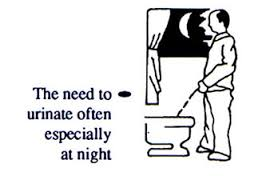 The need to
urinate often
especially
at night